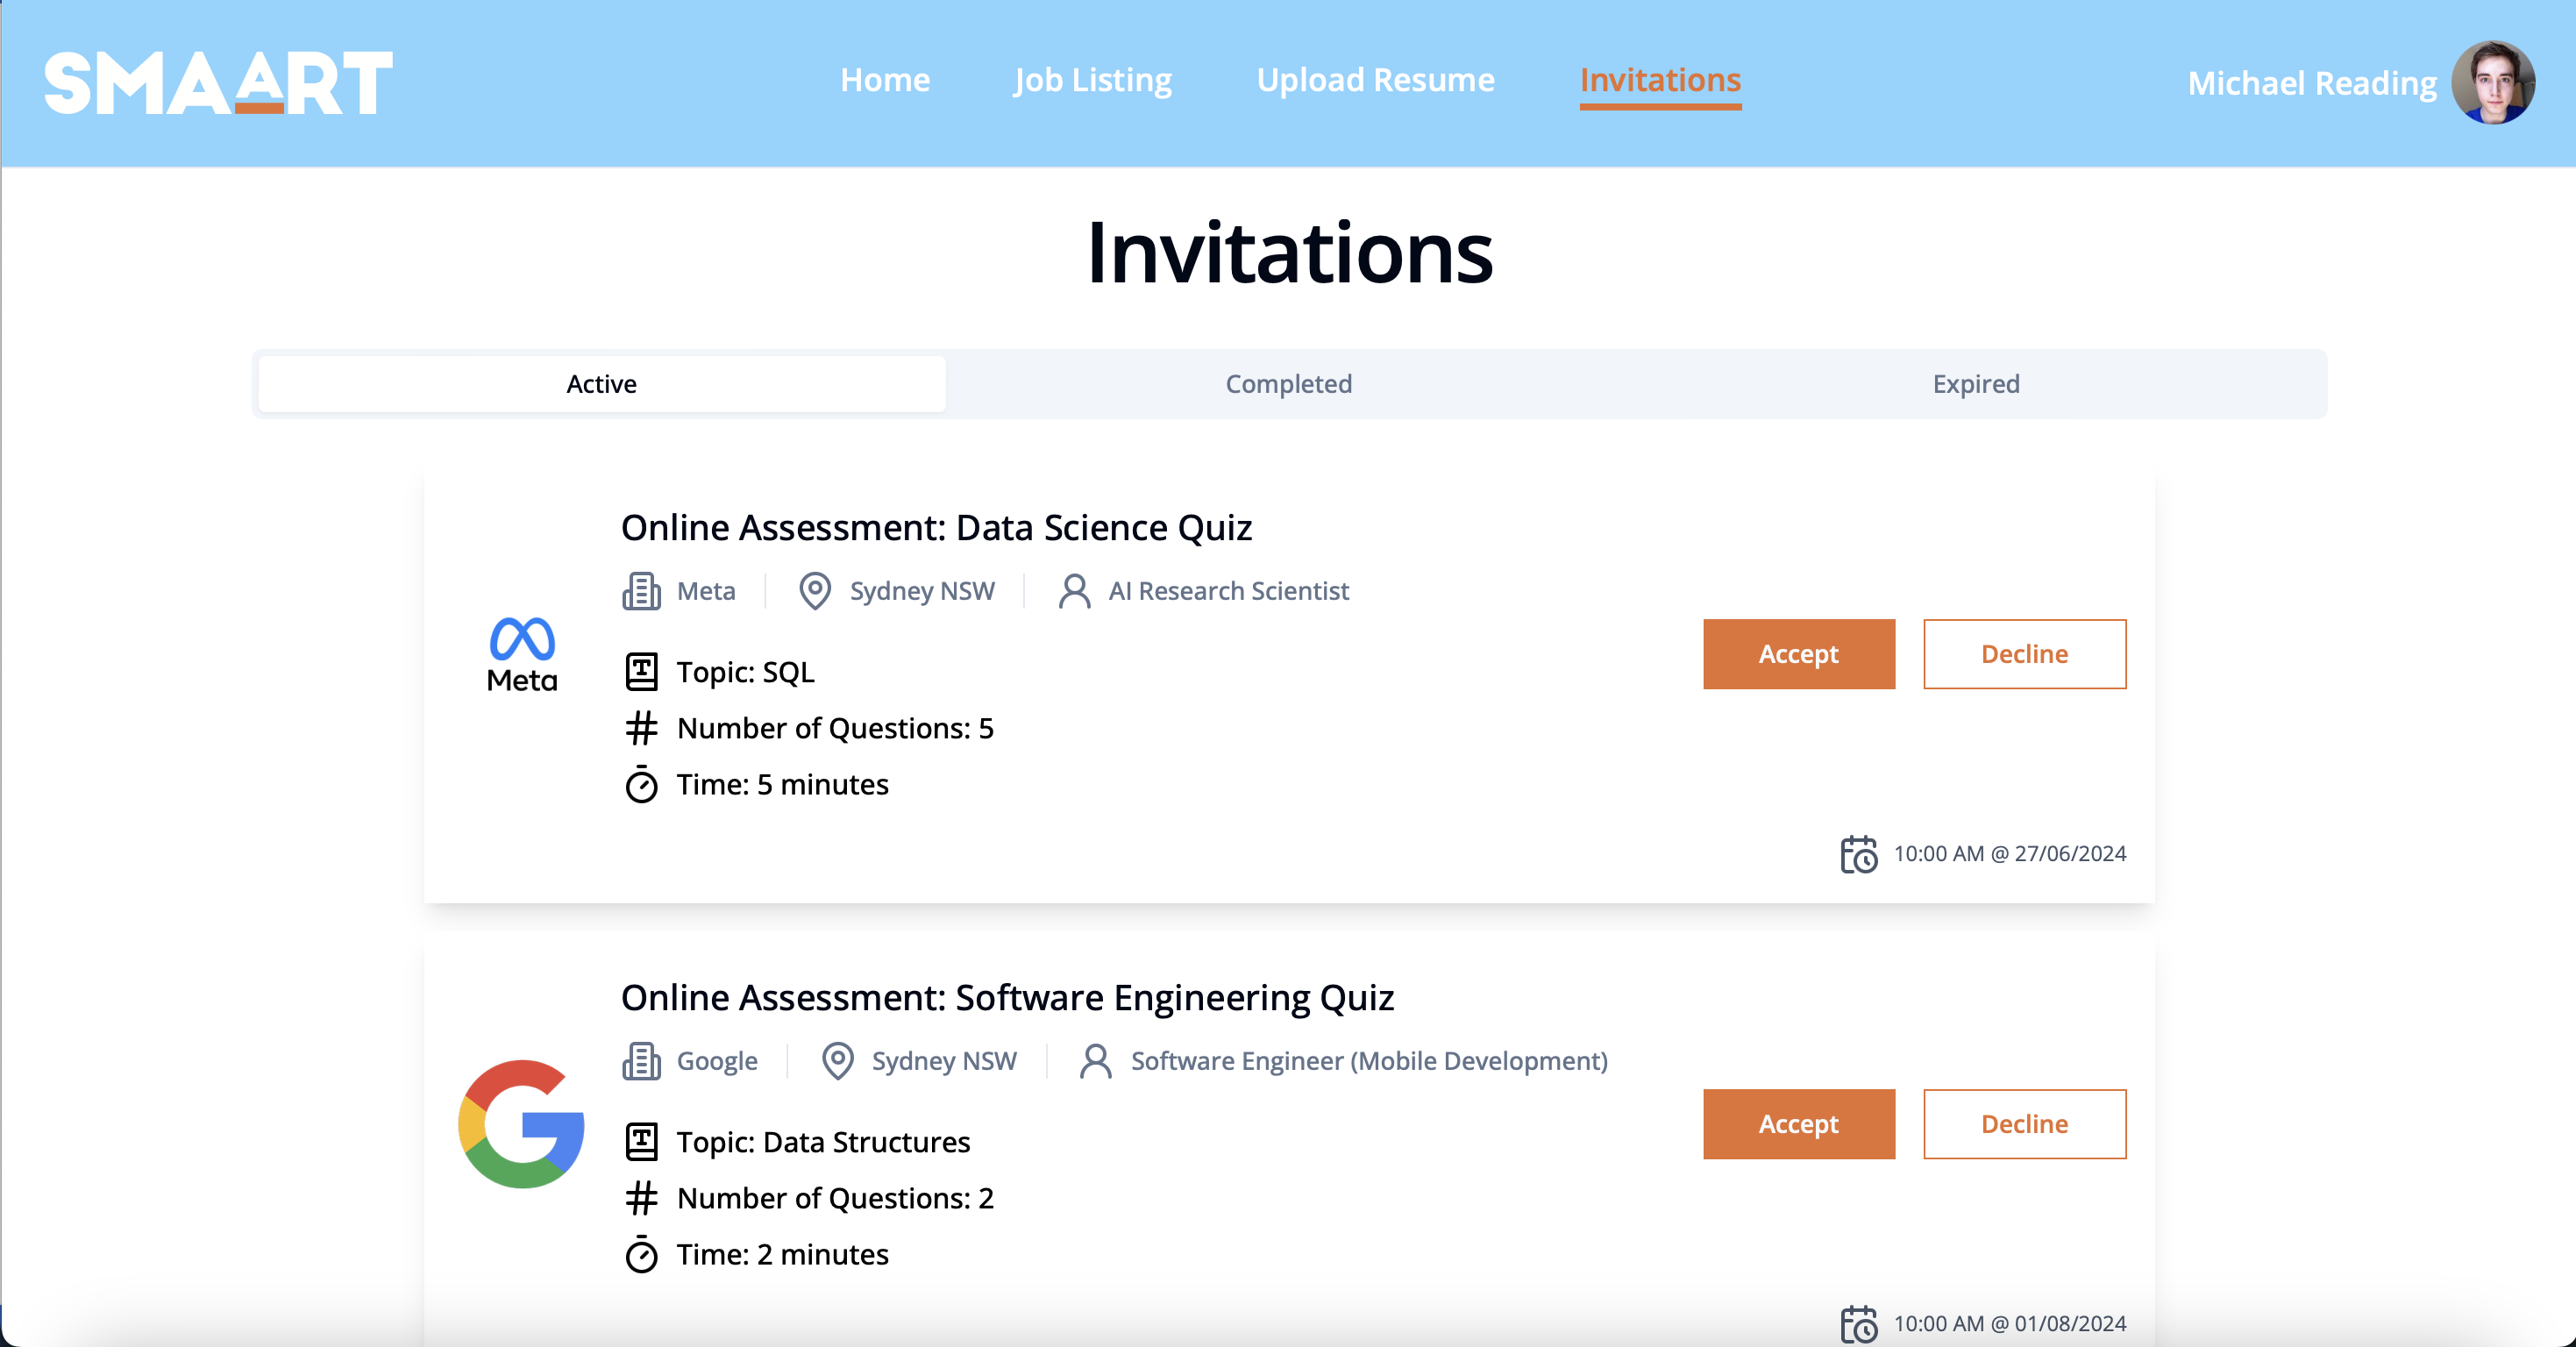 SMAART
Home Job Listing Upload Resume Invitations Michael Reading
Invitations
Active Completed Expired
Online Assessment: Data Science Quiz
Meta Sydney NSW AI Research Scientist
Meta
Topic: SQL
Number of Questions: 5
Time: 5 minutes
Accept Decline
10:00 AM @ 27/06/2024
Online Assessment: Software Engineering Quiz
Google Sydney NSW Software Engineer (Mobile Development)
Topic: Data Structures
Number of Questions: 2
Time: 2 minutes
Accept Decline
10:00 AM @ 01/08/2024